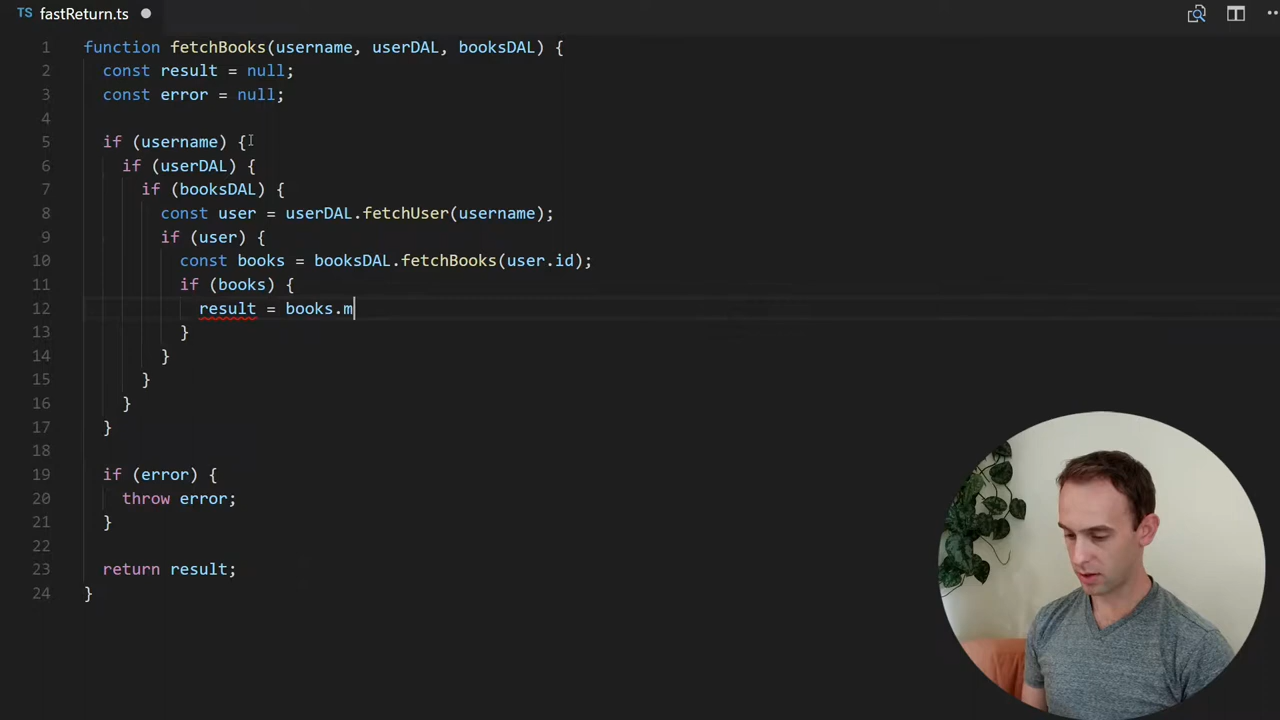 TS fastReturn.ts
1 function fetchBooks(username, userDAL, booksDAL) {
2 const result = null;
3 const error = null;
4
5 if (username) {
6 if (userDAL) {
7 if (booksDAL) {
8 const user = userDAL.fetchUser(username);
9 if (user) {
10 const books = booksDAL.fetchBooks(user.id);
11 if (books) {
12 result = books.m
13 }
14 }
15 }
16 }
17 }
18
19 if (error) {
20 throw error;
21 }
22
23 return result;
24 }